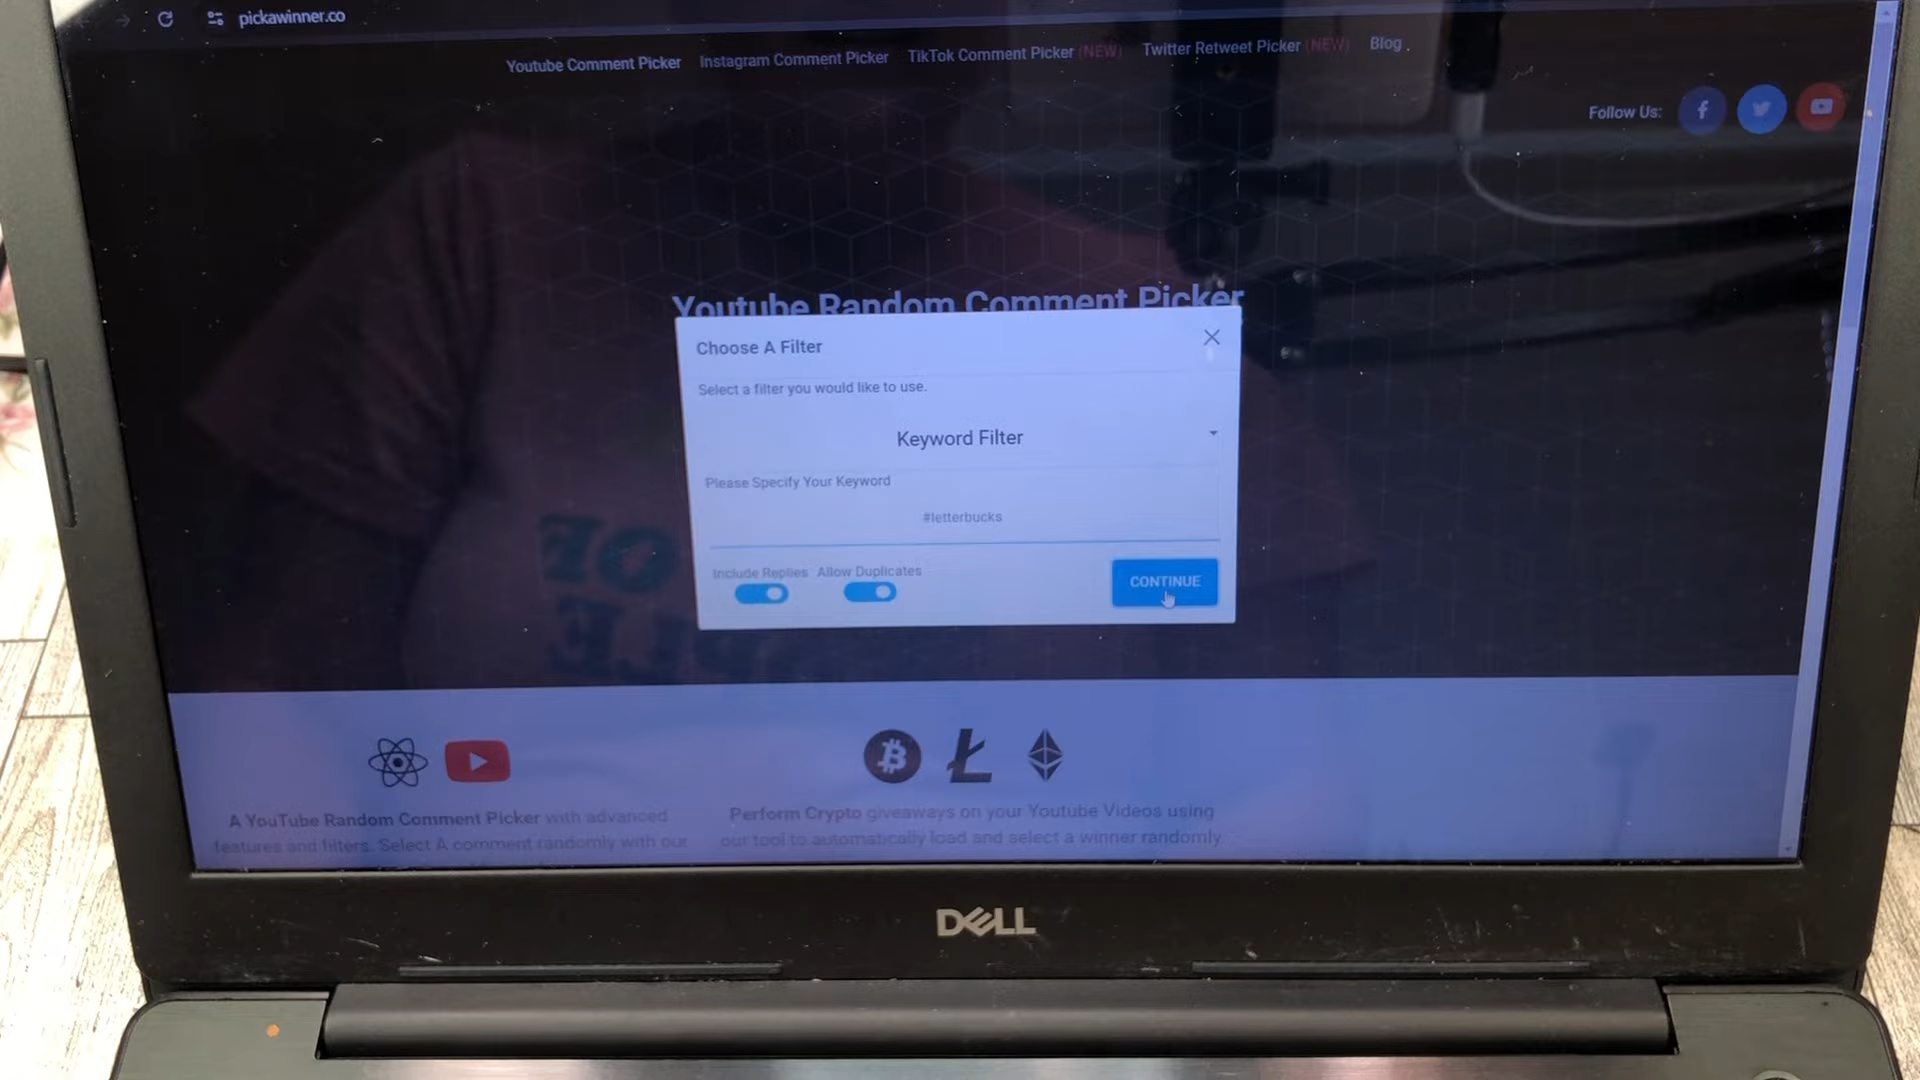 pickawinner.co
Youtube Comment Picker Instagram Comment Picker TikTok Comment Picker (NEW) Twitter Retweet Picker (NEW) Blog
Follow Us:
Youtube Random Comment Picker
Choose A Filter
Select a filter you would like to use.
Keyword Filter
Please Specify Your Keyword
#letterbucks
Include Replies Allow Duplicates
CONTINUE
A YouTube Random Comment Picker with advanced
features and filters. Select A comment randomly with our
Perform Crypto giveaways on your Youtube Videos using
our tool to automatically load and select a winner randomly.
DELL